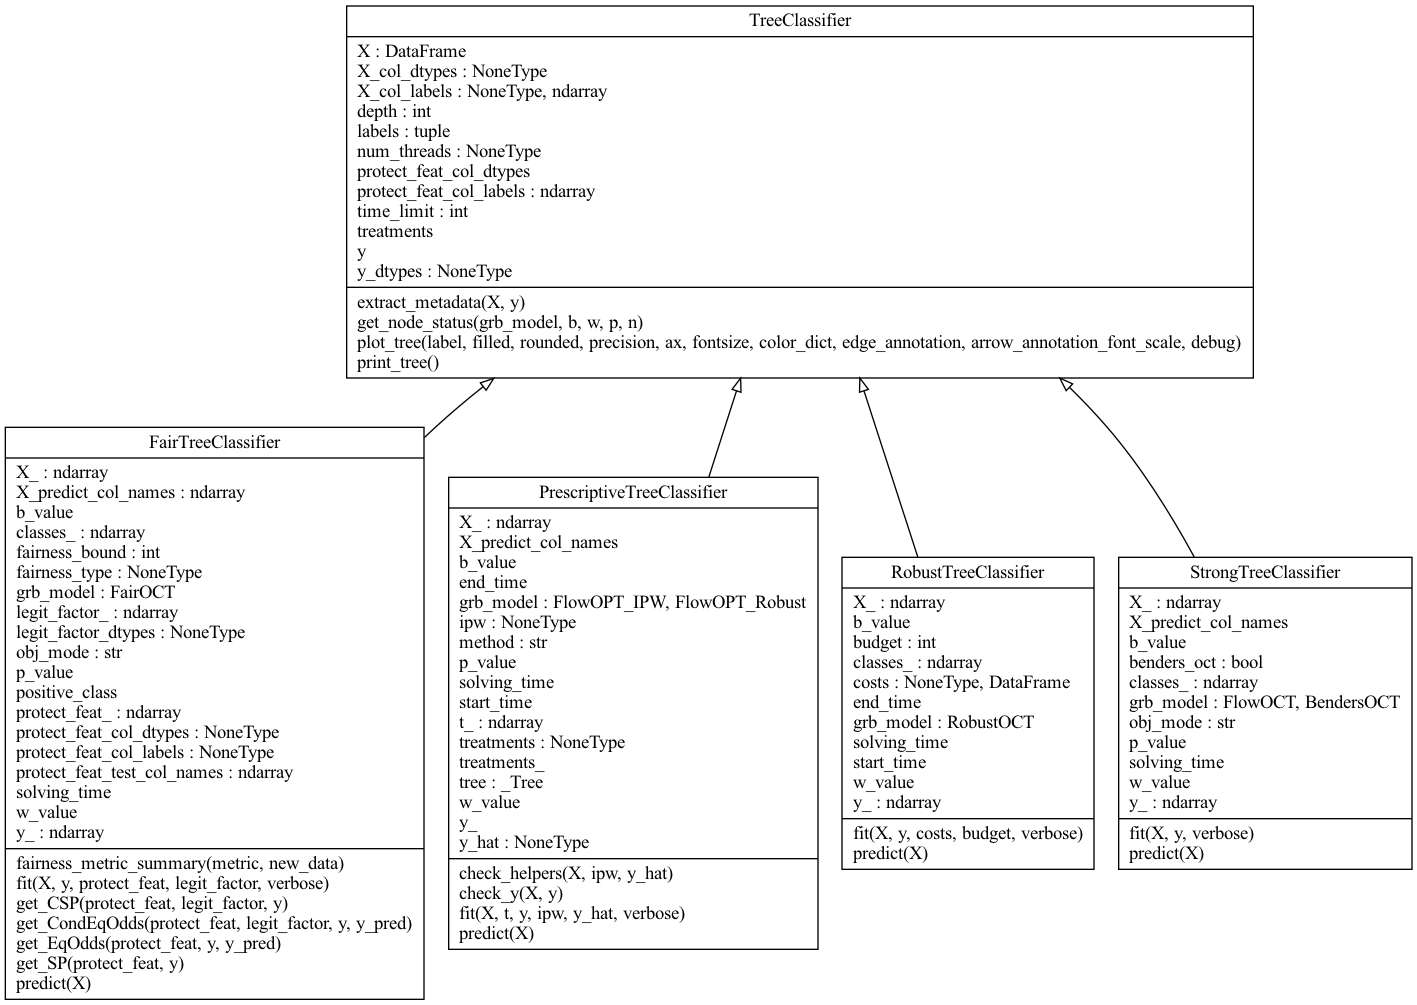 TreeClassifier
X : DataFrame
X_col_dtypes : NoneType
X_col_labels : NoneType, ndarray
depth : int
labels : tuple
num_threads : NoneType
protect_feat_col_dtypes
protect_feat_col_labels : ndarray
time_limit : int
treatments
y
y_dtypes : NoneType
extract_metadata(X, y)
get_node_status(grb_model, b, w, p, n)
plot_tree(label, filled, rounded, precision, ax, fontsize, color_dict, edge_annotation, arrow_annotation_font_scale, debug)
print_tree()
FairTreeClassifier
X_ : ndarray
X_predict_col_names : ndarray
b_value
classes_ : ndarray
fairness_bound : int
fairness_type : NoneType
grb_model : FairOCT
legit_factor_ : ndarray
legit_factor_dtypes : NoneType
obj_mode : str
p_value
positive_class
protect_feat_ : ndarray
protect_feat_col_dtypes : NoneType
protect_feat_col_labels : NoneType
protect_feat_test_col_names : ndarray
solving_time
w_value
y_ : ndarray
fairness_metric_summary(metric, new_data)
fit(X, y, protect_feat, legit_factor, verbose)
get_CSP(protect_feat, legit_factor, y)
get_CondEqOdds(protect_feat, legit_factor, y, y_pred)
get_EqOdds(protect_feat, y, y_pred)
get_SP(protect_feat, y)
predict(X)
PrescriptiveTreeClassifier
X_ : ndarray
X_predict_col_names
b_value
end_time
grb_model : FlowOPT_IPW, FlowOPT_Robust
ipw : NoneType
method : str
p_value
solving_time
start_time
t_ : ndarray
treatments : NoneType
treatments_
tree : _Tree
w_value
y_
y_hat : NoneType
check_helpers(X, ipw, y_hat)
check_y(X, y)
fit(X, t, y, ipw, y_hat, verbose)
predict(X)
RobustTreeClassifier
X_ : ndarray
b_value
budget : int
classes_ : ndarray
costs : NoneType, DataFrame
end_time
grb_model : RobustOCT
solving_time
start_time
w_value
y_ : ndarray
fit(X, y, costs, budget, verbose)
predict(X)
StrongTreeClassifier
X_ : ndarray
X_predict_col_names
b_value
benders_oct : bool
classes_ : ndarray
grb_model : FlowOCT, BendersOCT
obj_mode : str
p_value
solving_time
w_value
y_ : ndarray
fit(X, y, verbose)
predict(X)